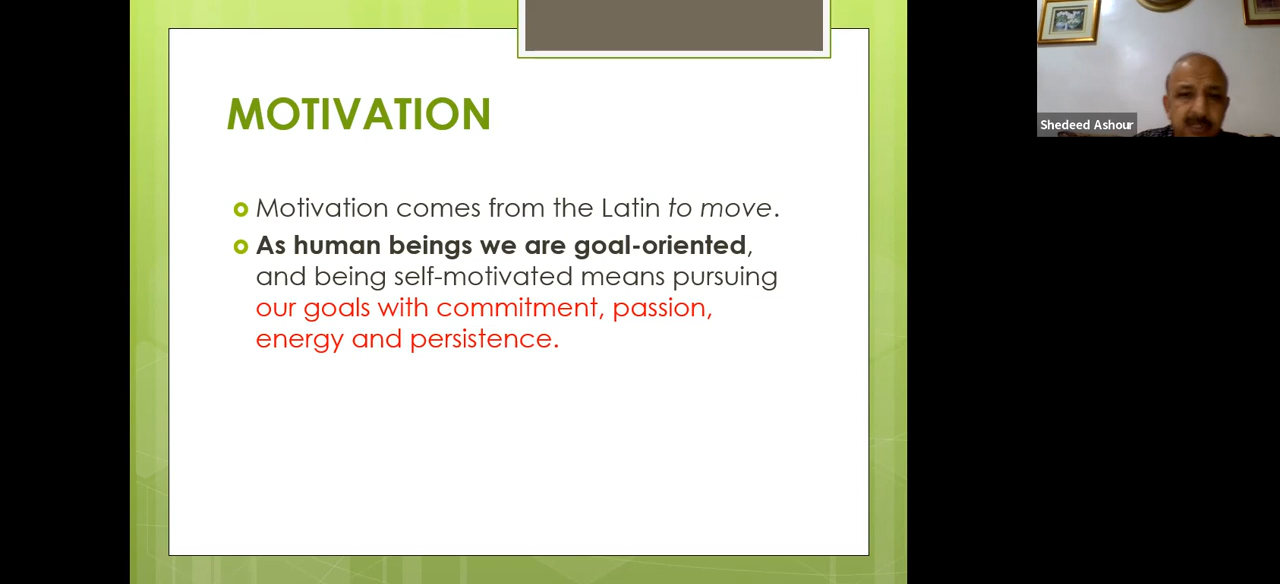 MOTIVATION
Motivation comes from the Latin to move.
As human beings we are goal-oriented,
and being self-motivated means pursuing
our goals with commitment, passion,
energy and persistence.
Shedeed Ashour